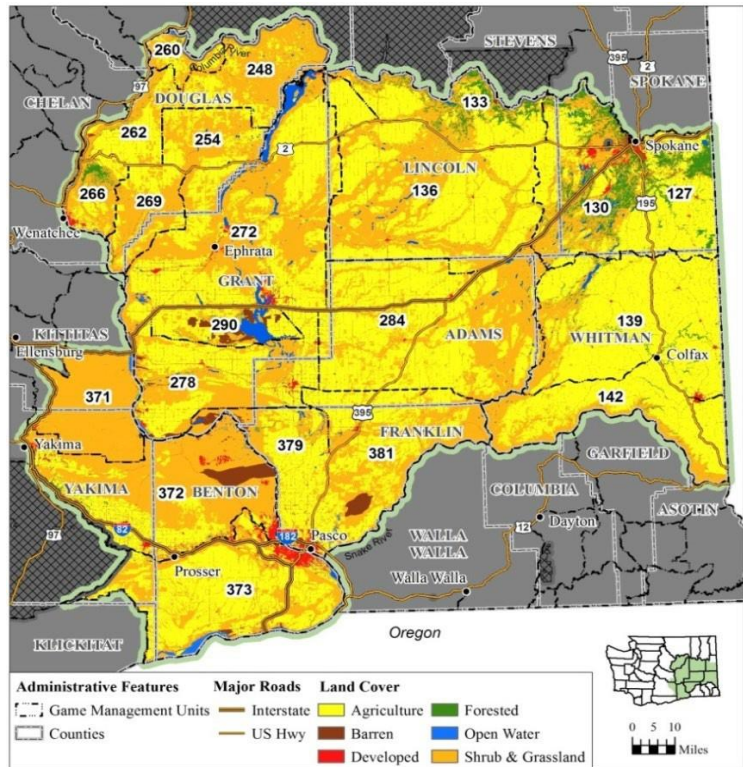 260
Columbia River
248
STEVENS
395
2
SPOKANE
97
CHELAN
DOUGLAS
133
262
254
Spokane
2
LINCOLN
266
269
136
130
127
195
272
Wenatchee
Ephrata
GRANT
290
284
ADAMS
139
WHITMAN
KITTITAS
Ellensburg
Colfax
371
278
142
395
379
FRANKLIN
Yakima
381
GARFIELD
YAKIMA
372
BENTON
COLUMBIA
ASOTIN
82
182
Pasco
12
Dayton
97
Snake River
WALLA
WALLA
Prosser
373
Walla Walla
Oregon
KLICKITAT
Administrative Features
Game Management Units
Counties
Major Roads
Interstate
US Hwy
Land Cover
Agriculture
Barren
Developed
Forested
Open Water
Shrub & Grassland
0 5 10
Miles